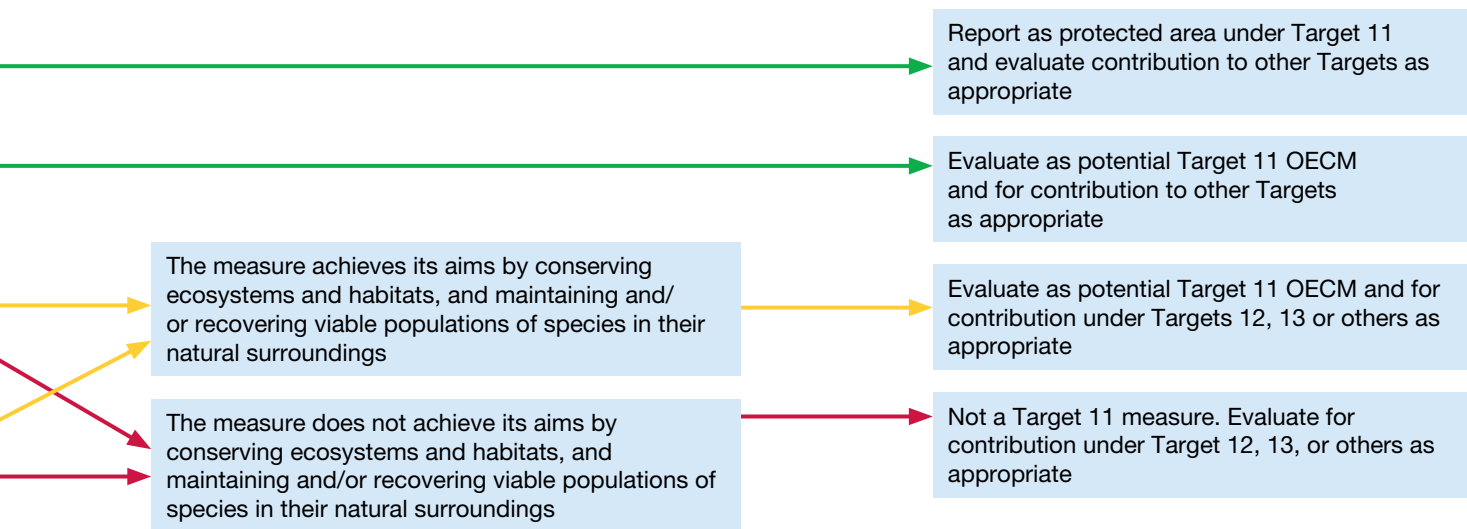 Report as protected area under Target 11
and evaluate contribution to other Targets as
appropriate
Evaluate as potential Target 11 OECM
and for contribution to other Targets
as appropriate
The measure achieves its aims by conserving
ecosystems and habitats, and maintaining and/
or recovering viable populations of species in their
natural surroundings
Evaluate as potential Target 11 OECM and for
contribution under Targets 12, 13 or others as
appropriate
The measure does not achieve its aims by
conserving ecosystems and habitats, and
maintaining and/or recovering viable populations of
species in their natural surroundings
Not a Target 11 measure. Evaluate for
contribution under Target 12, 13, or others as
appropriate